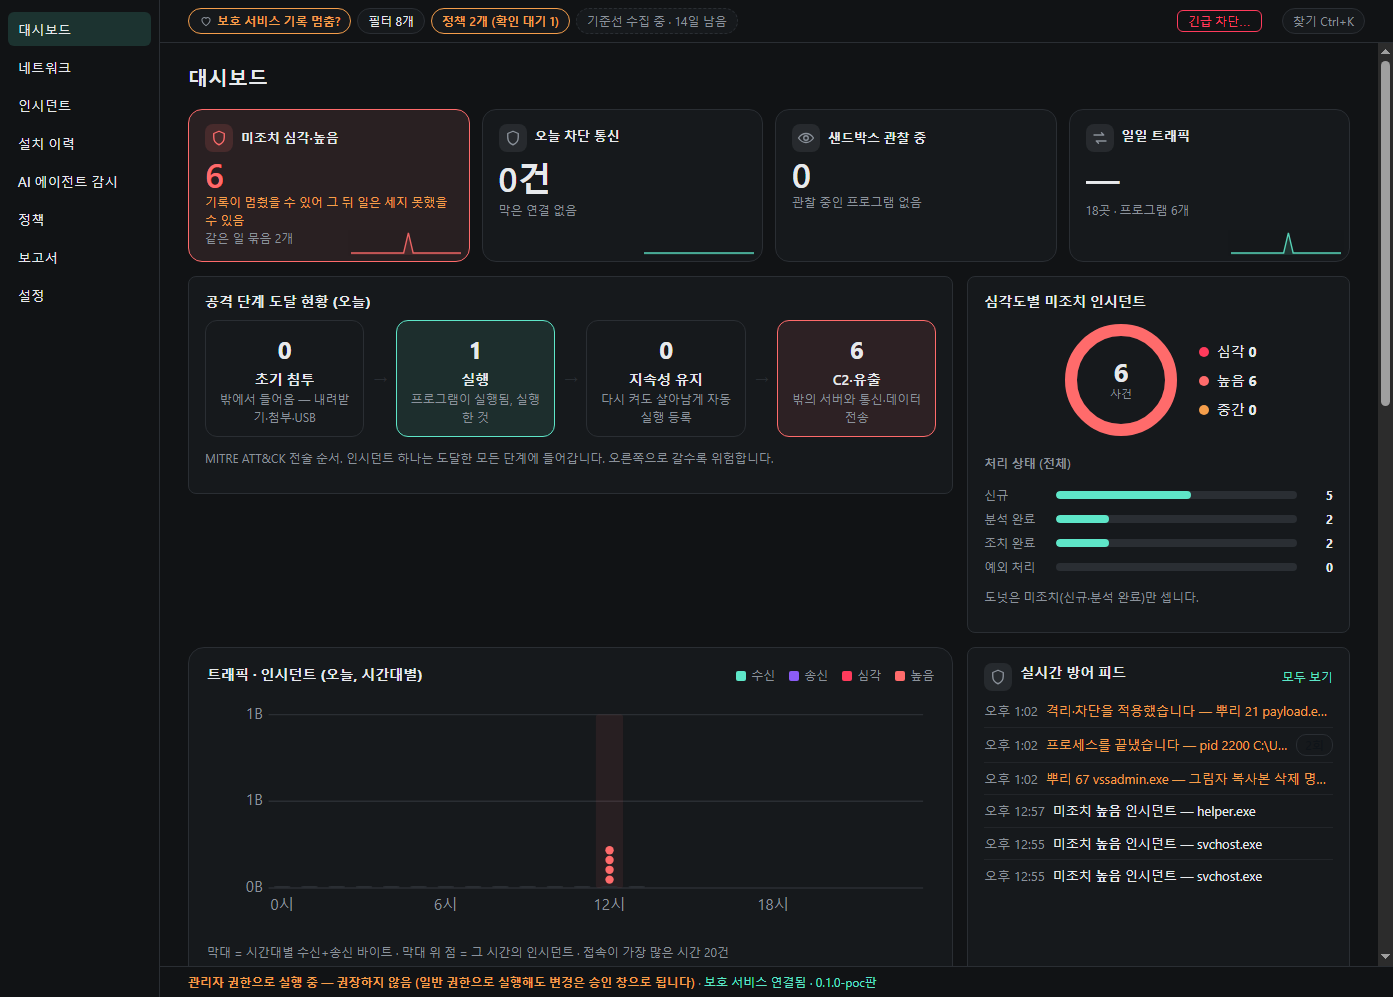 대시보드
네트워크
인시던트
설치 이력
AI 에이전트 감시
정책
보고서
설정
보호 서비스 기록 멈춤?
필터 8개
정책 2개 (확인 대기 1)
기준선 수집 중 · 14일 남음
긴급 차단...
찾기 Ctrl+K
대시보드
미조치 심각·높음
6
기록이 멈췄을 수 있어 그 뒤 일은 세지 못했을
수 있음
같은 일 묶음 2개
오늘 차단 통신
0건
막은 연결 없음
샌드박스 관찰 중
0
관찰 중인 프로그램 없음
일일 트래픽
—
18곳 · 프로그램 6개
공격 단계 도달 현황 (오늘)
0
초기 침투
밖에서 들어옴 — 내려받
기·첨부·USB
→
1
실행
프로그램이 실행됨, 실행
한 것
→
0
지속성 유지
다시 켜도 살아남게 자동
실행 등록
→
6
C2·유출
밖의 서버와 통신·데이터
전송
MITRE ATT&CK 전술 순서. 인시던트 하나는 도달한 모든 단계에 들어갑니다. 오른쪽으로 갈수록 위험합니다.
심각도별 미조치 인시던트
6
사건
심각 0
높음 6
중간 0
처리 상태 (전체)
신규 5
분석 완료 2
조치 완료 2
예외 처리 0
도넛은 미조치(신규·분석 완료)만 셉니다.
트래픽 · 인시던트 (오늘, 시간대별)
수신 송신 심각 높음
1B
1B
0B
0시 6시 12시 18시
막대 = 시간대별 수신+송신 바이트 · 막대 위 점 = 그 시간의 인시던트 · 접속이 가장 많은 시간 20건
실시간 방어 피드
모두 보기
오후 1:02 격리·차단을 적용했습니다 — 뿌리 21 payload.e...
오후 1:02 프로세스를 끝냈습니다 — pid 2200 C:\U...
오후 1:02 뿌리 67 vssadmin.exe — 그림자 복사본 삭제 명...
오후 12:57 미조치 높음 인시던트 — helper.exe
오후 12:55 미조치 높음 인시던트 — svchost.exe
오후 12:55 미조치 높음 인시던트 — svchost.exe
관리자 권한으로 실행 중 — 권장하지 않음 (일반 권한으로 실행해도 변경은 승인 창으로 됩니다) · 보호 서비스 연결됨 · 0.1.0-poc판